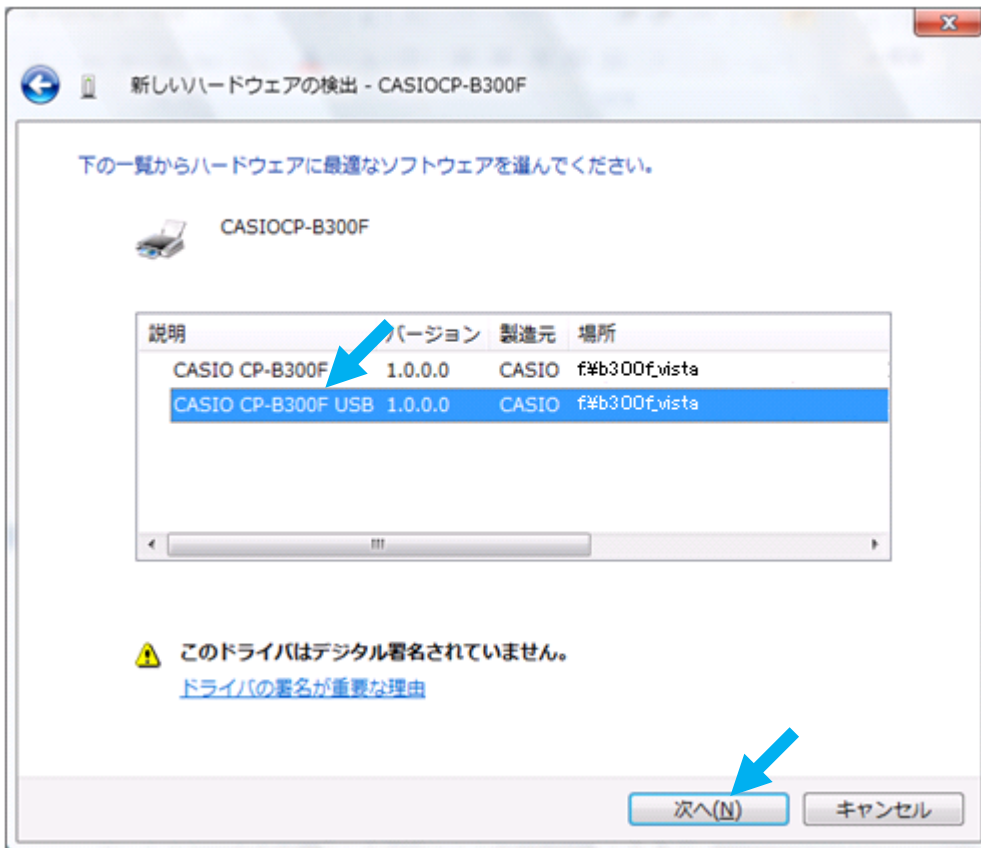 新しいハードウェアの検出 - CASIOCP-B300F
下の一覧からハードウェアに最適なソフトウェアを選んでください。
CASIOCP-B300F
説明 バージョン 製造元 場所
CASIO CP-B300F 1.0.0.0 CASIO f:¥b300f_vista
CASIO CP-B300F USB 1.0.0.0 CASIO f:¥b300f_vista
このドライバはデジタル署名されていません。
ドライバの署名が重要な理由
次へ(N) キャンセル